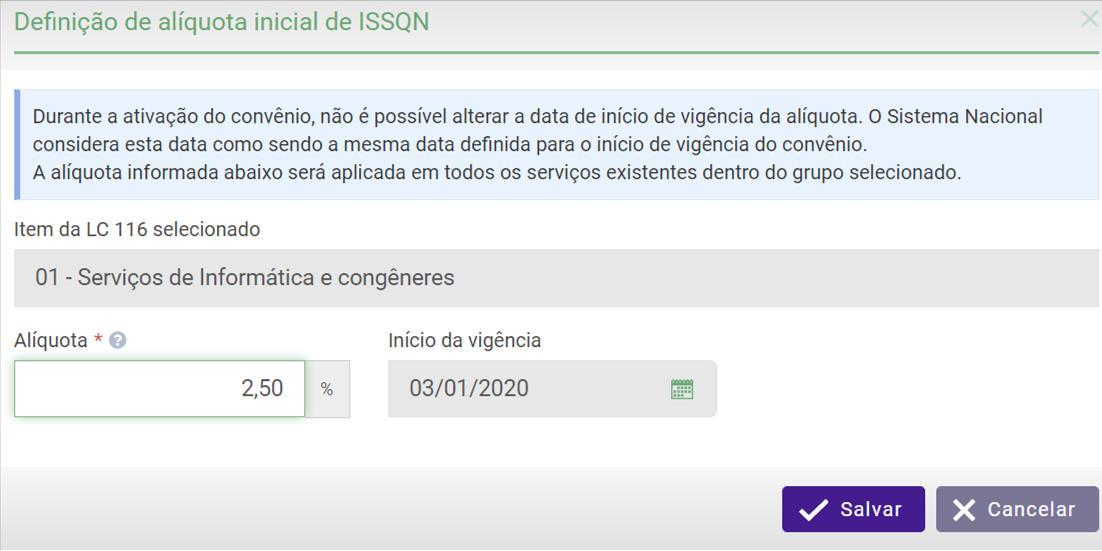 Definição de alíquota inicial de ISSQN
Durante a ativação do convênio, não é possível alterar a data de início de vigência da alíquota. O Sistema Nacional
considera esta data como sendo a mesma data definida para o início de vigência do convênio.
A alíquota informada abaixo será aplicada em todos os serviços existentes dentro do grupo selecionado.
Item da LC 116 selecionado
01 - Serviços de Informática e congêneres
Alíquota * ?
Início da vigência
2,50 %
03/01/2020
Salvar
Cancelar